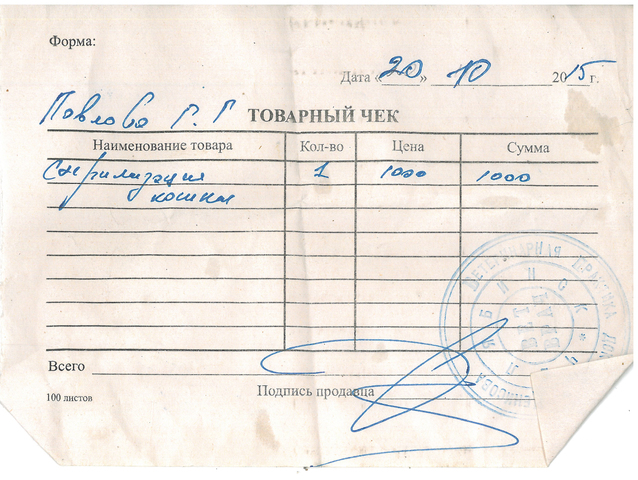 Форма:
Дата «20» 10 2015 г.
Павлова Г. Г
ТОВАРНЫЙ ЧЕК
Наименование товара Кол-во Цена Сумма
Стерилизация 1 1000 1000
кошки
Всего
Подпись продавца
100 листов
ВЕТЕРИНАРНАЯ